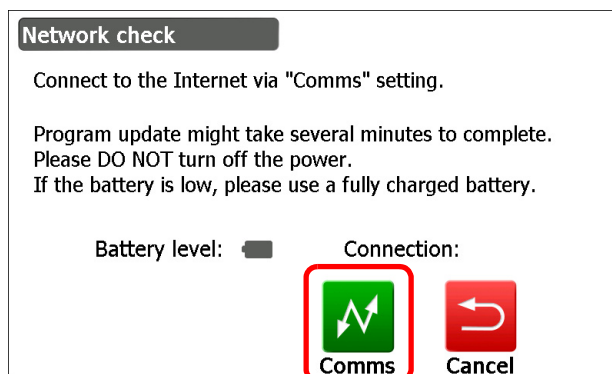 Network check
Connect to the Internet via "Comms" setting.
Program update might take several minutes to complete.
Please DO NOT turn off the power.
If the battery is low, please use a fully charged battery.
Battery level: Connection:
Comms Cancel